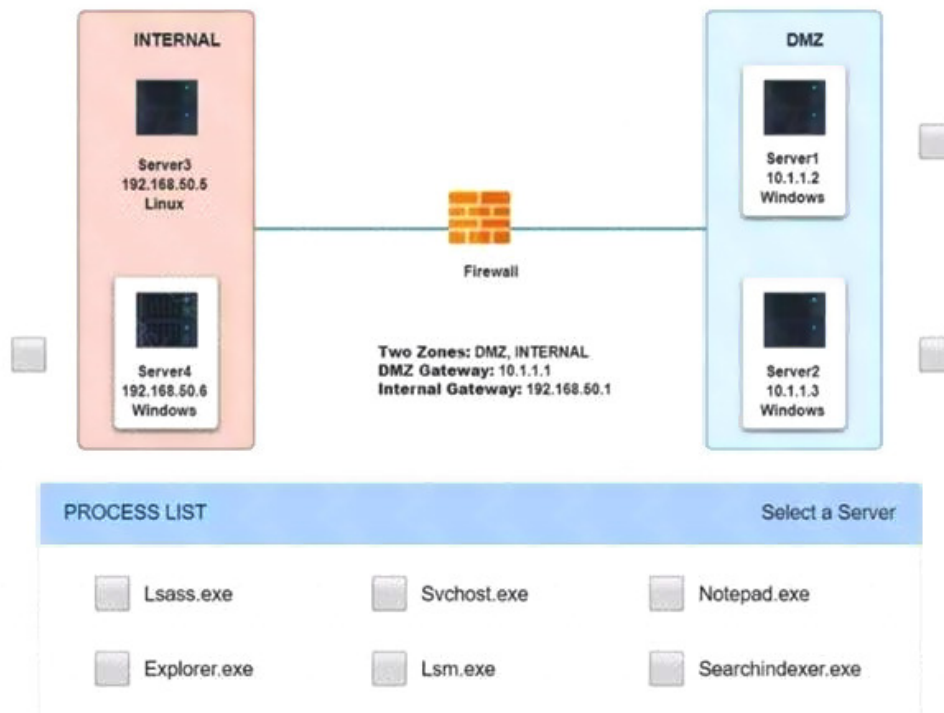 INTERNAL
Server3
192.168.50.5
Linux
Server4
192.168.50.6
Windows
Firewall
Two Zones: DMZ, INTERNAL
DMZ Gateway: 10.1.1.1
Internal Gateway: 192.168.50.1
DMZ
Server1
10.1.1.2
Windows
Server2
10.1.1.3
Windows
PROCESS LIST
Select a Server
Lsass.exe
Svchost.exe
Notepad.exe
Explorer.exe
Lsm.exe
Searchindexer.exe